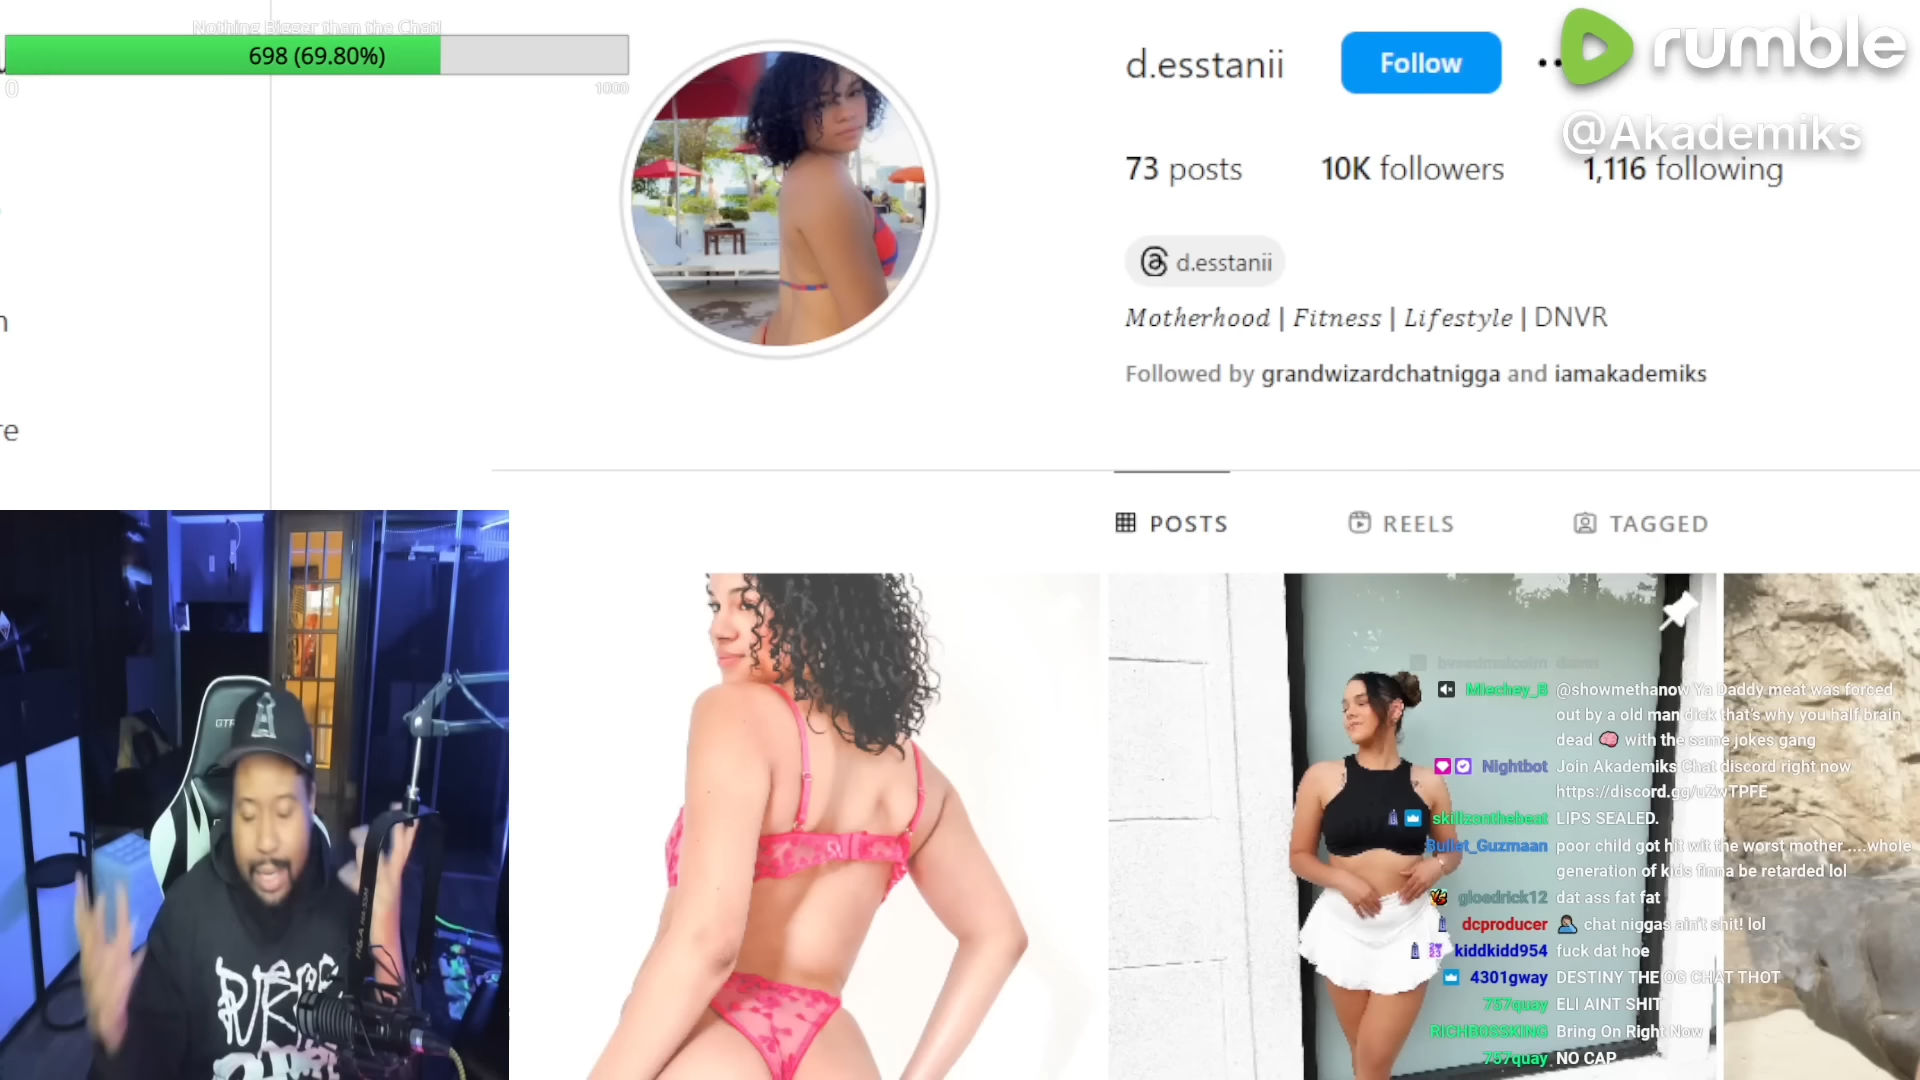 Nothing Bigger than the Chat!
698 (69.80%)
0
1000
d.esstanii
Follow
rumble
@Akademiks
73 posts
10K followers
1,116 following
d.esstanii
Motherhood | Fitness | Lifestyle | DNVR
Followed by grandwizardchatnigga and iamakademiks
re
POSTS
REELS
TAGGED
GTR
damn
Mlechey_B @showmethanow Ya Daddy meat was forced
out by a old man dick that's why you half brain
dead 🧠 with the same jokes gang
Nightbot Join Akademiks Chat discord right now
https://discord.gg/uZwTPFE
skillzonthebeat LIPS SEALED.
Bullet_Guzmaan poor child got hit wit the worst mother ....whole
generation of kids finna be retarded lol
gloedrick12 dat ass fat fat
dcproducer chat niggas ain't shit! lol
kiddkidd954 fuck dat hoe
4301gway DESTINY THE OG CHAT THOT
757quay ELI AINT SHIT
RICHBOSSKING Bring On Right Now
757quay NO CAP